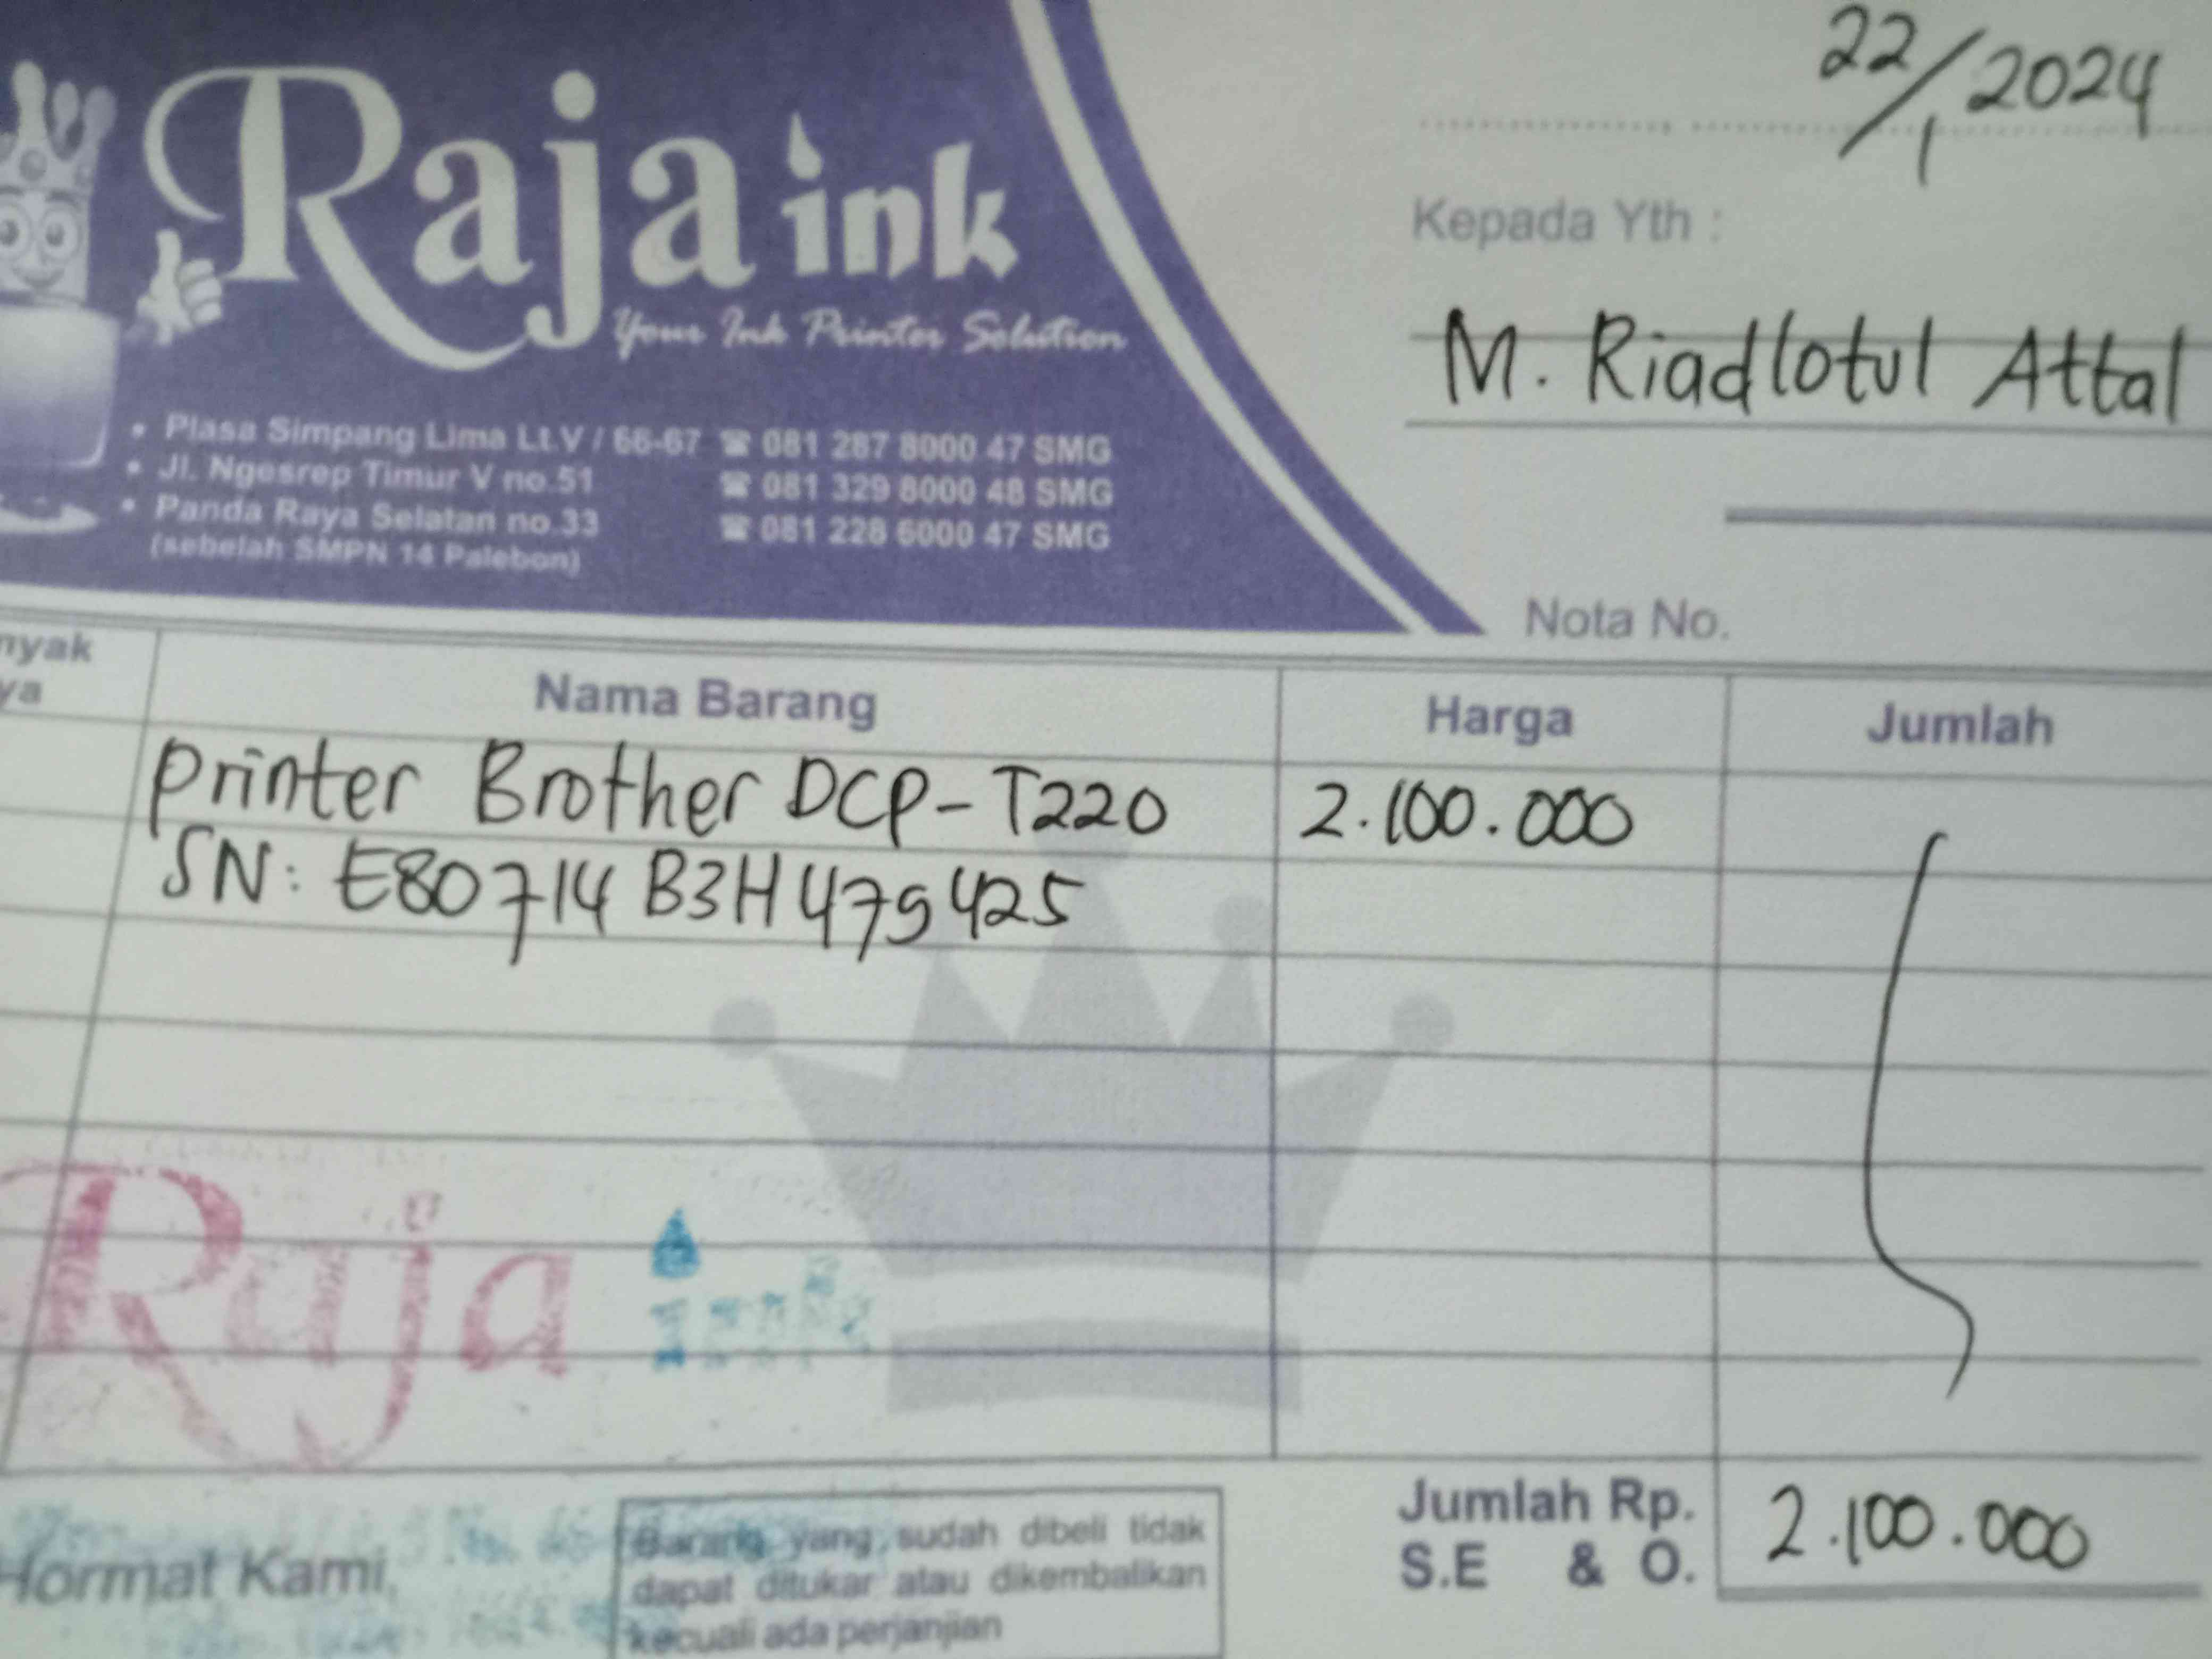 22/1 2024
Raja ink
Your Ink Printer Solution
Kepada Yth :
M. Riadlotul Attal
• Plasa Simpang Lima Lt.V / 66-67 ☎ 081 287 8000 47 SMG
• Jl. Ngesrep Timur V no.51 ☎ 081 329 8000 48 SMG
• Panda Raya Selatan no.33 ☎ 081 228 6000 47 SMG
(sebelah SMPN 14 Palebon)
Nota No.
nyak
ya
Nama Barang Harga Jumlah
Printer Brother DCP-T220 2.100.000
SN: E80714B3H479425
Raja Ink
Hormat Kami,
Barang yang sudah dibeli tidak
dapat ditukar atau dikembalikan
kecuali ada perjanjian
Jumlah Rp. 2.100.000
S.E & O.